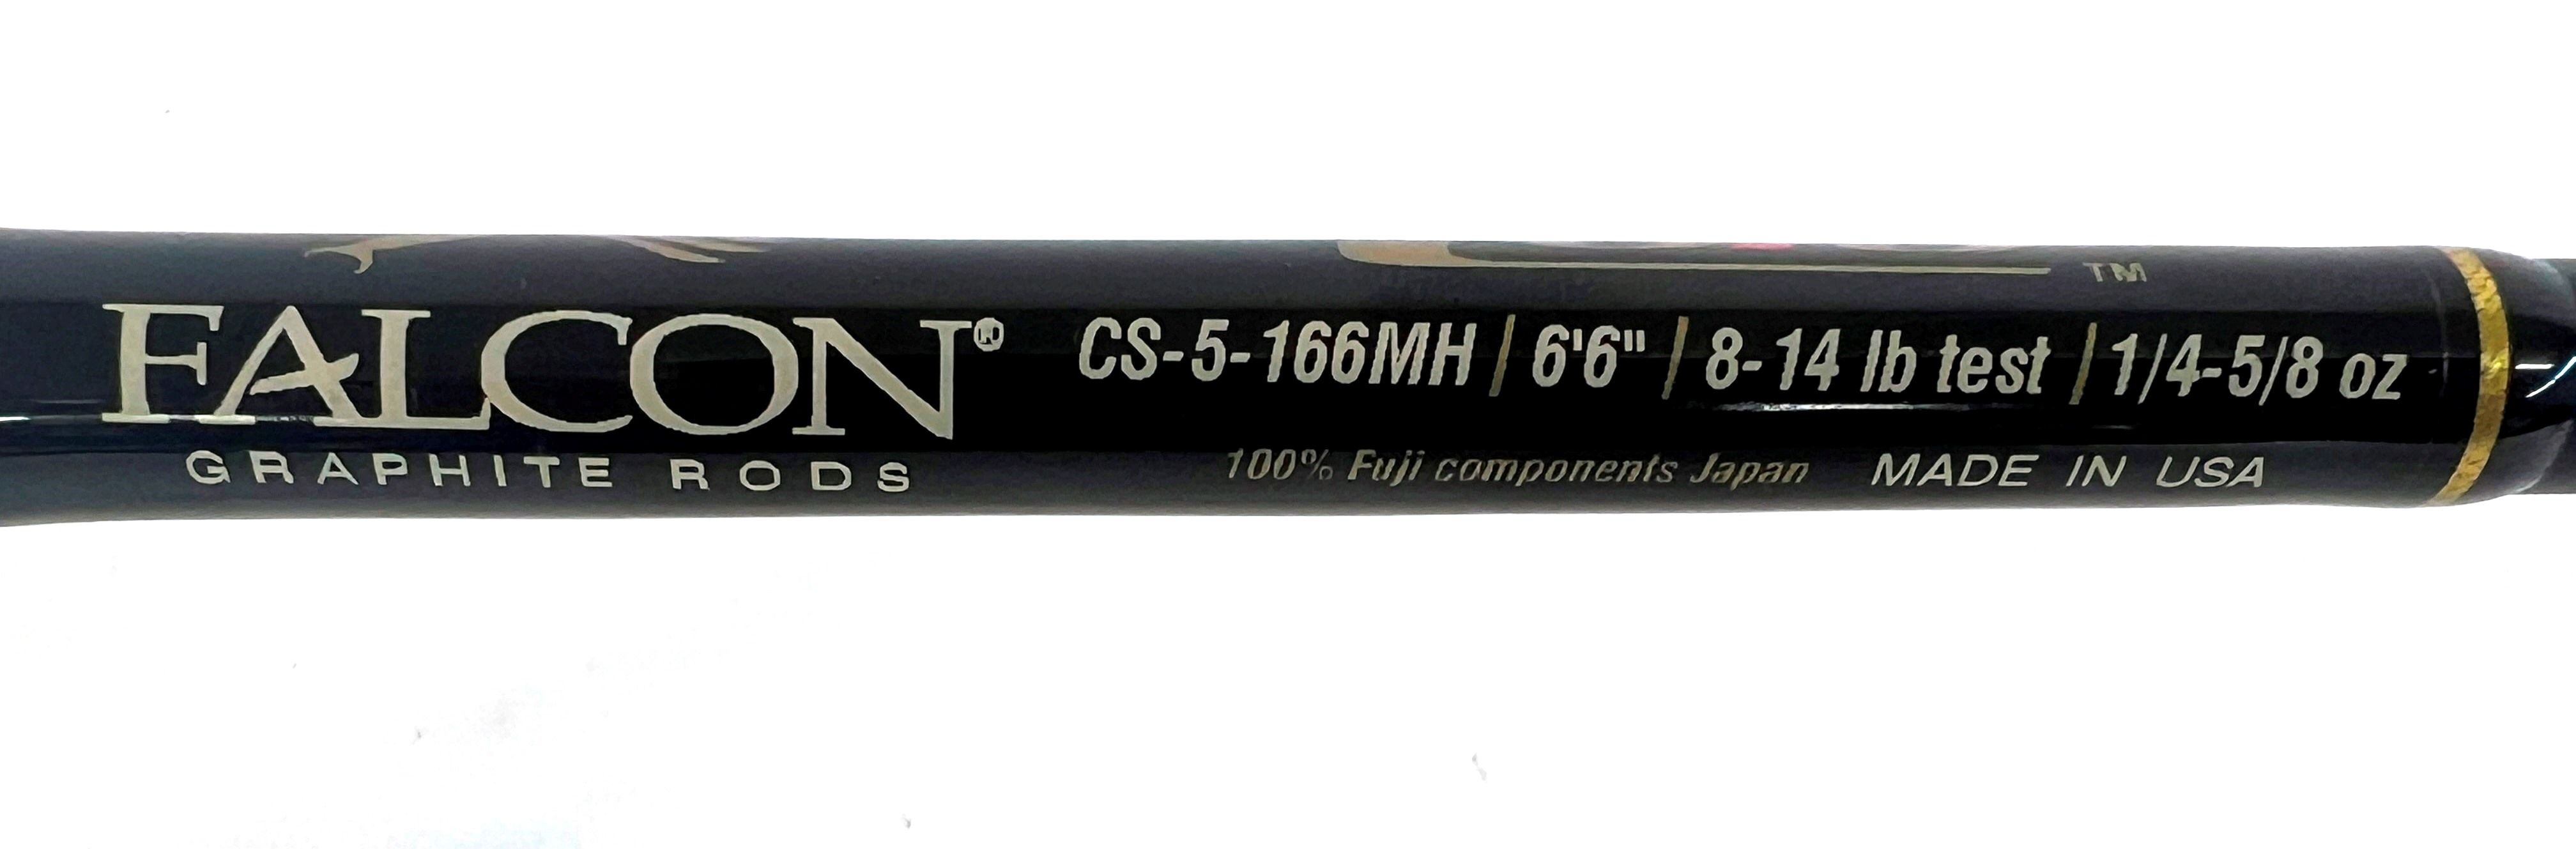 TM
FALCON® CS-5-166MH | 6'6" | 8-14 lb test | 1/4-5/8 oz
GRAPHITE RODS 100% Fuji components Japan MADE IN USA